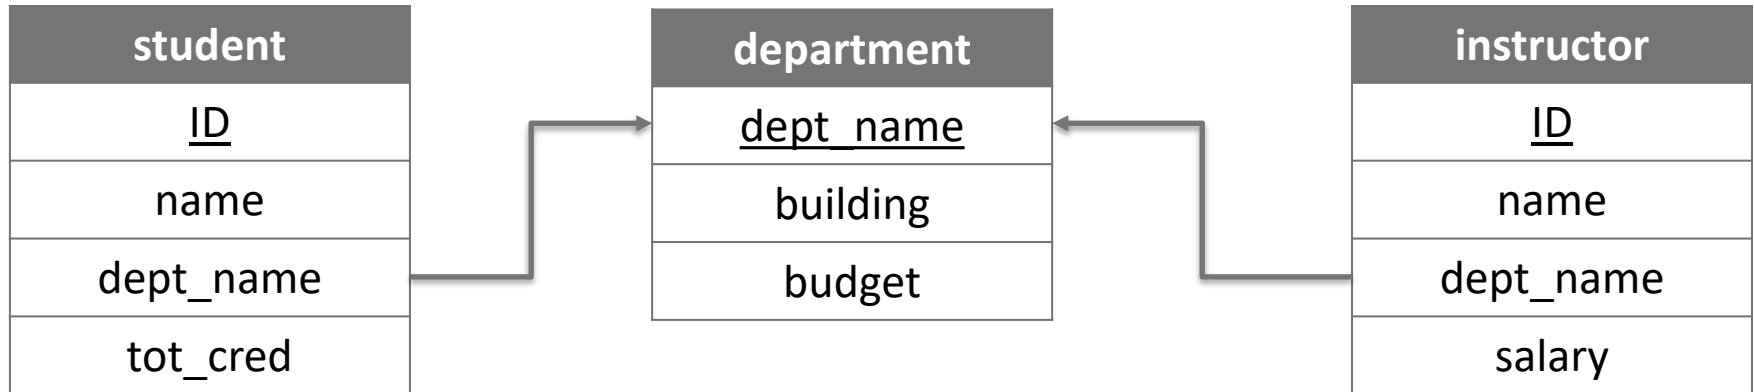 student
ID
name
dept_name
tot_cred
department
dept_name
building
budget
instructor
ID
name
dept_name
salary